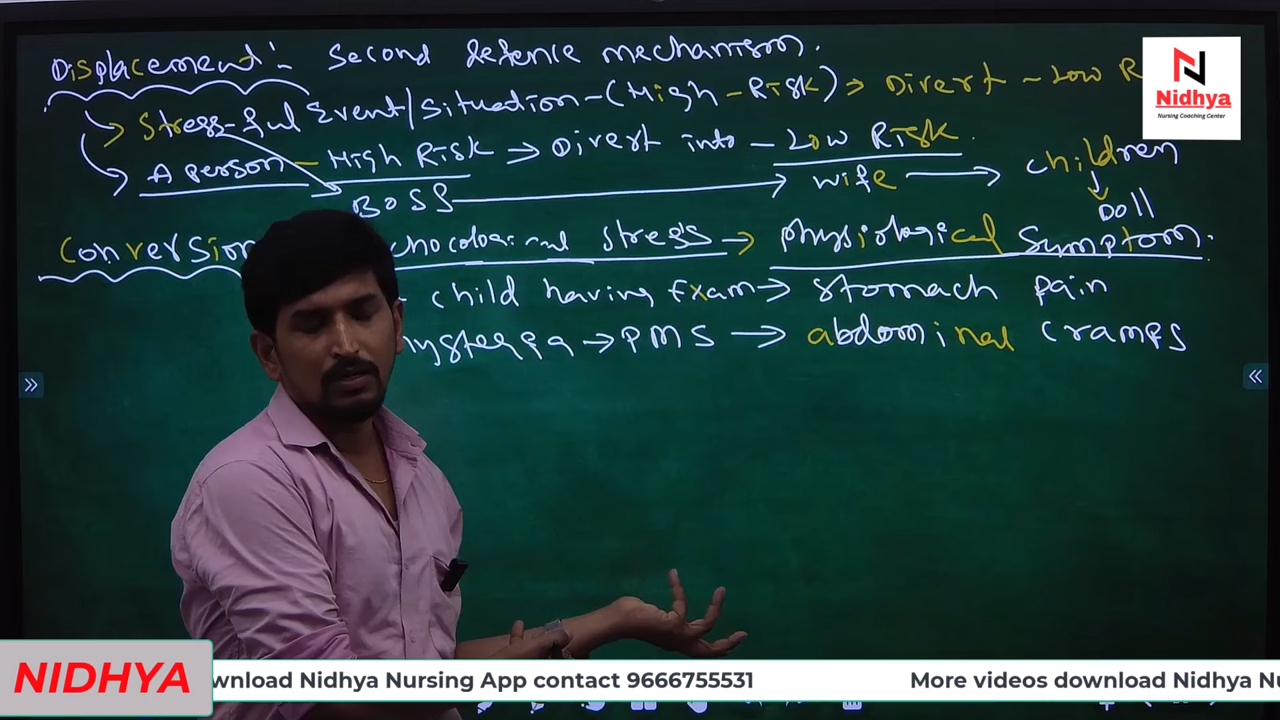 Displacement :- Second defence mechanism.
Stress-ful Event/Situation - (High - Risk) => Divert - Low R
A person - High Risk => Divert into - Low Risk.
BOSS wife children
Doll
Conversion chocological stress -> physiological Symptom.
child having Exam -> stomach pain
-> PMS -> abdominal cramps
N
Nidhya
Nursing Coaching Center
NIDHYA
wnload Nidhya Nursing App contact 9666755531 More videos download Nidhya Nu